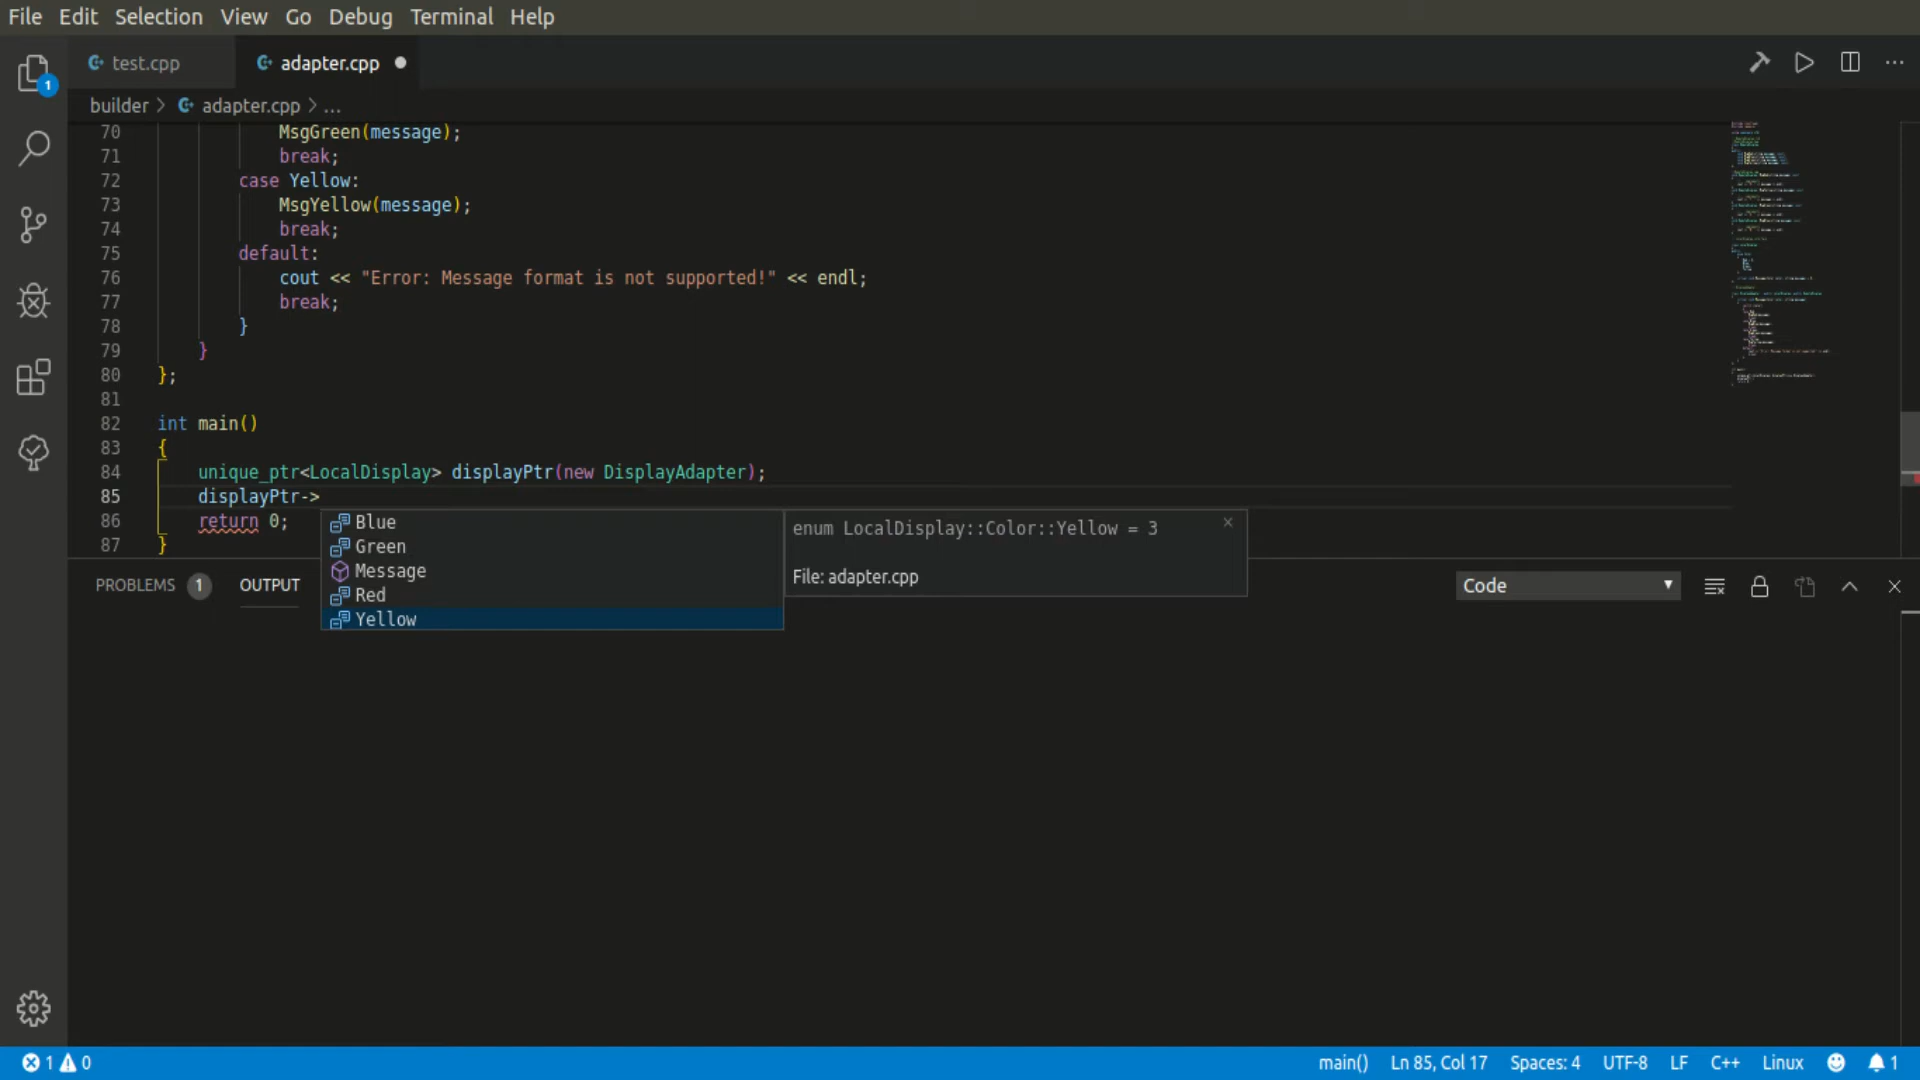 File Edit Selection View Go Debug Terminal Help
1
test.cpp adapter.cpp
builder > adapter.cpp > ...
70 MsgGreen(message);
71 break;
72 case Yellow:
73 MsgYellow(message);
74 break;
75 default:
76 cout << "Error: Message format is not supported!" << endl;
77 break;
78 }
79 }
80 };
81
82 int main()
83 {
84 unique_ptr<LocalDisplay> displayPtr(new DisplayAdapter);
85 displayPtr->
86 return 0;
87 }
Blue
Green
Message
Red
Yellow
enum LocalDisplay::Color::Yellow = 3
File: adapter.cpp
PROBLEMS 1 OUTPUT
Code
1 0 main() Ln 85, Col 17 Spaces: 4 UTF-8 LF C++ Linux 1